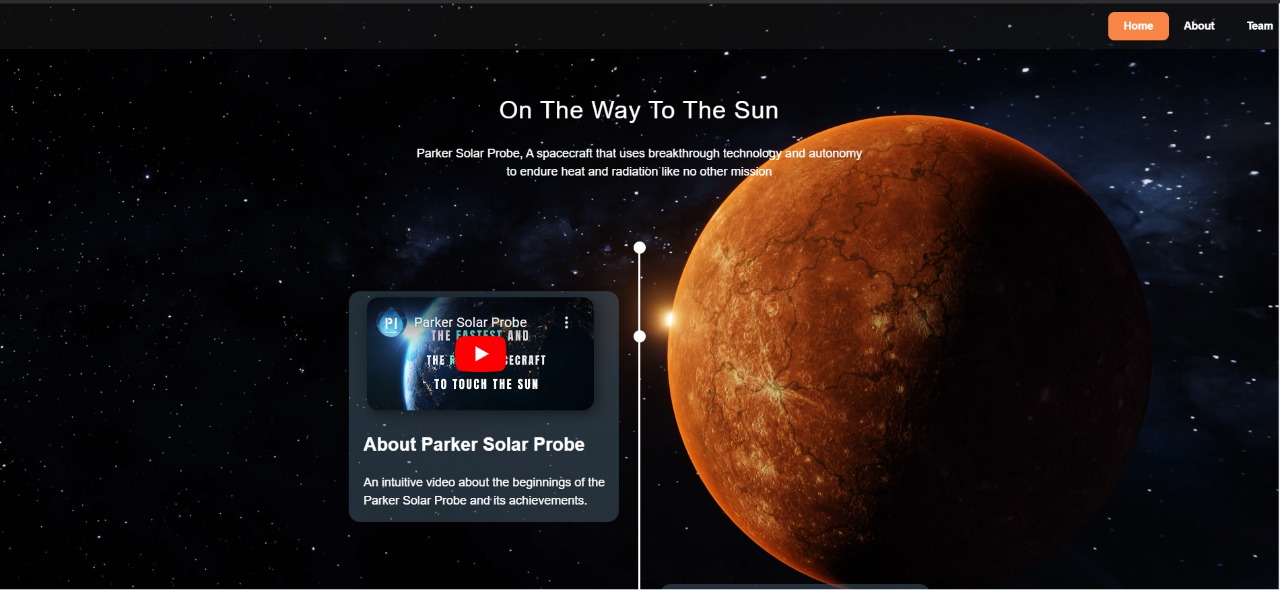 Home About Team
On The Way To The Sun
Parker Solar Probe, A spacecraft that uses breakthrough technology and autonomy
to endure heat and radiation like no other mission
PI Parker Solar Probe
THE FASTEST AND
THE
ECRAFT
TO TOUCH THE SUN
About Parker Solar Probe
An intuitive video about the beginnings of the
Parker Solar Probe and its achievements.